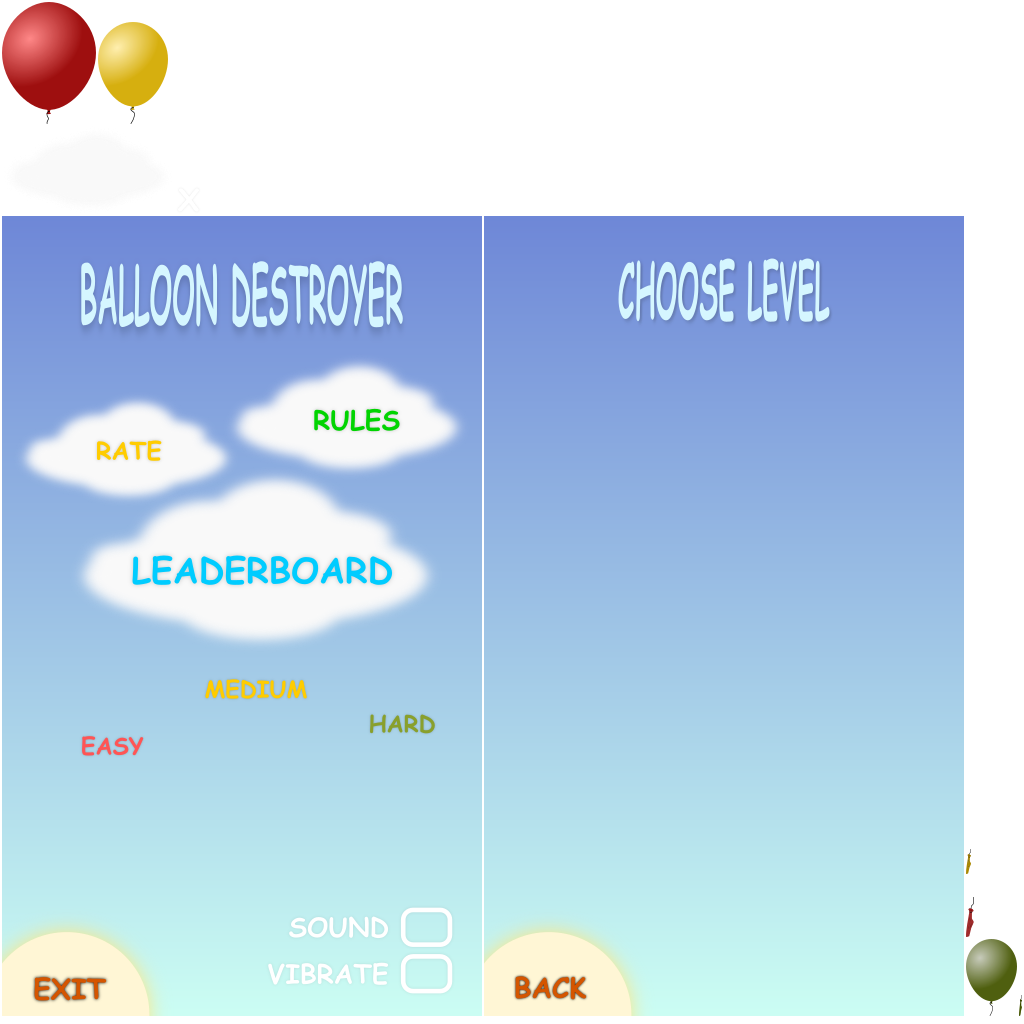 X
BALLOON DESTROYER
RULES
RATE
LEADERBOARD
MEDIUM
HARD
EASY
SOUND
VIBRATE
EXIT
CHOOSE LEVEL
BACK